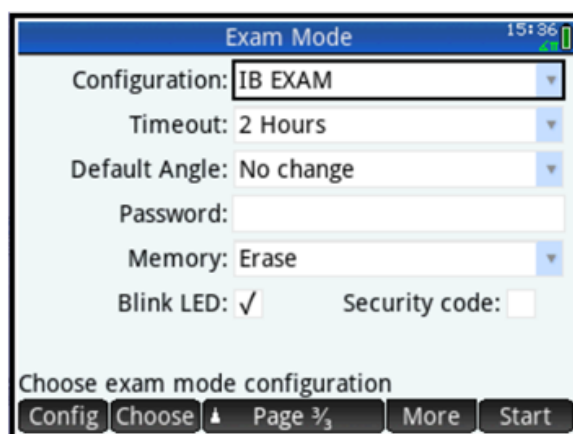 Exam Mode 15:36
∠π
Configuration: IB EXAM
Timeout: 2 Hours
Default Angle: No change
Password:
Memory: Erase
Blink LED: √ Security code:
Choose exam mode configuration
Config Choose Page ³⁄₃ More Start